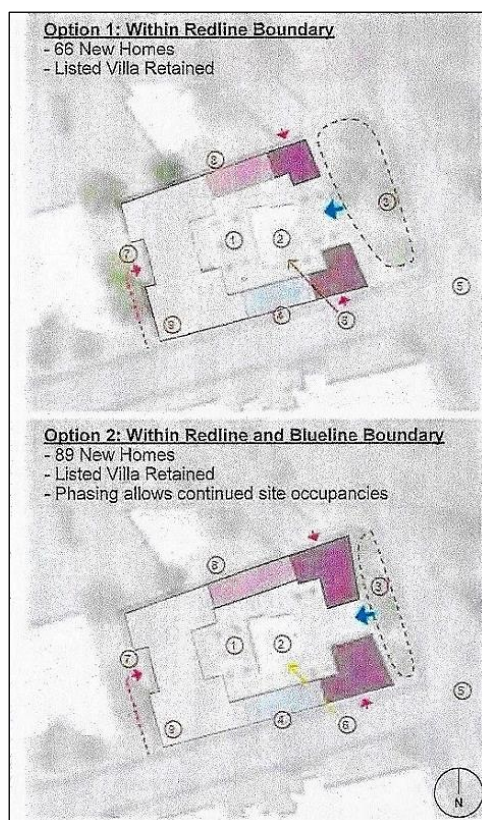 Option 1: Within Redline Boundary
- 66 New Homes
- Listed Villa Retained
8
3
1
2
7
5
9
4
6
Option 2: Within Redline and Blueline Boundary
- 89 New Homes
- Listed Villa Retained
- Phasing allows continued site occupancies
8
3
1
2
7
5
9
4
6
N